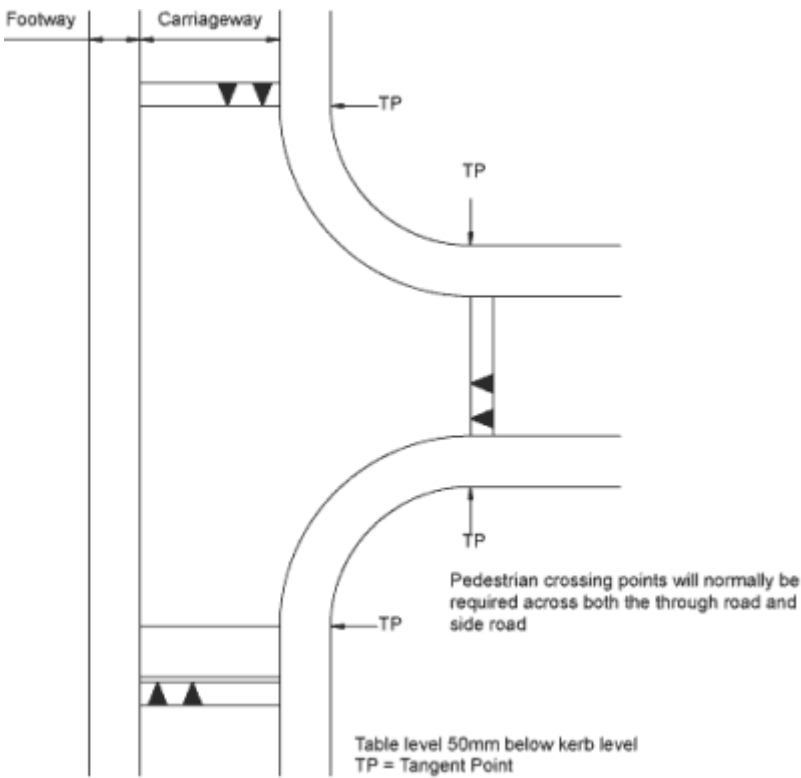 Footway
Carriageway
TP
TP
TP
Pedestrian crossing points will normally be
required across both the through road and
side road
TP
Table level 50mm below kerb level
TP = Tangent Point